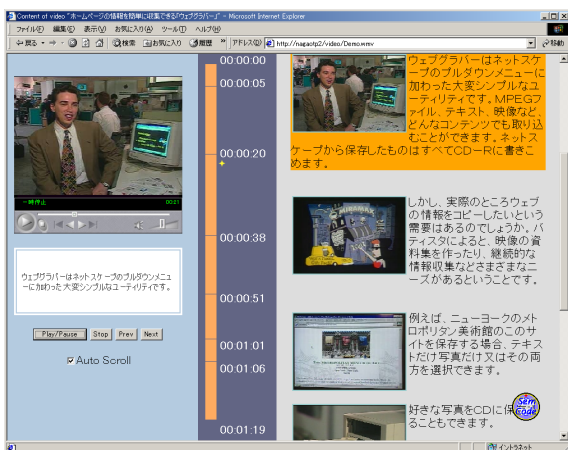 Content of video "ホームページの情報を簡単に収集できる「ウェブグラバー」" - Microsoft Internet Explorer
ファイル(F) 編集(E) 表示(V) お気に入り(A) ツール(T) ヘルプ(H)
戻る 検索 お気に入り 履歴 アドレス(D) http://nagaotp2/video/Demo.wmv 移動
一時停止 00:21
ウェブグラバーはネットスケープのプルダウンメニュ
ーに加わった大変シンプルなユーティリティです。
Play/Pause Stop Prev Next
Auto Scroll
00:00:00
00:00:05
00:00:20
00:00:38
00:00:51
00:01:01
00:01:06
00:01:19
ウェブグラバーはネットスケ
ープのプルダウンメニューに
加わった大変シンプルなユ
ーティリティです。MPEGフ
ァイル、テキスト、映像など、
どんなコンテンツでも取り込
むことができます。ネットス
ケープから保存したものはすべてCD－Rに書きこ
めます。
MIRAMAX
しかし、実際のところウェブ
の情報をコピーしたいという
需要はあるのでしょうか。バ
ティスタによると、映像の資
料集を作ったり、継続的な
情報収集などさまざまなニ
ーズがあるということです。
例えば、ニューヨークのメト
ロポリタン美術館のこのサ
イトを保存する場合、テキス
トだけ写真だけ又はその両
方を選択できます。
好きな写真をCDに保
ることもできます。
Sem
code
イントラネット